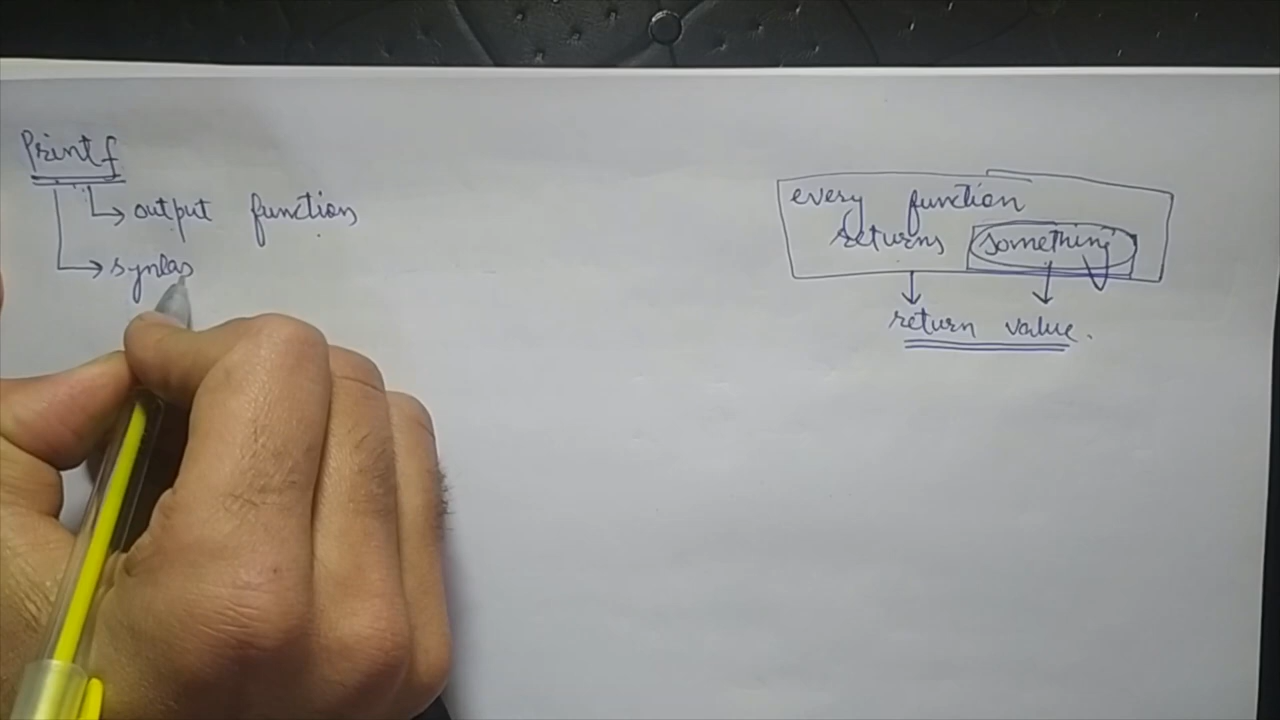 Printf
output function
syntax
every function
returns something
return value.